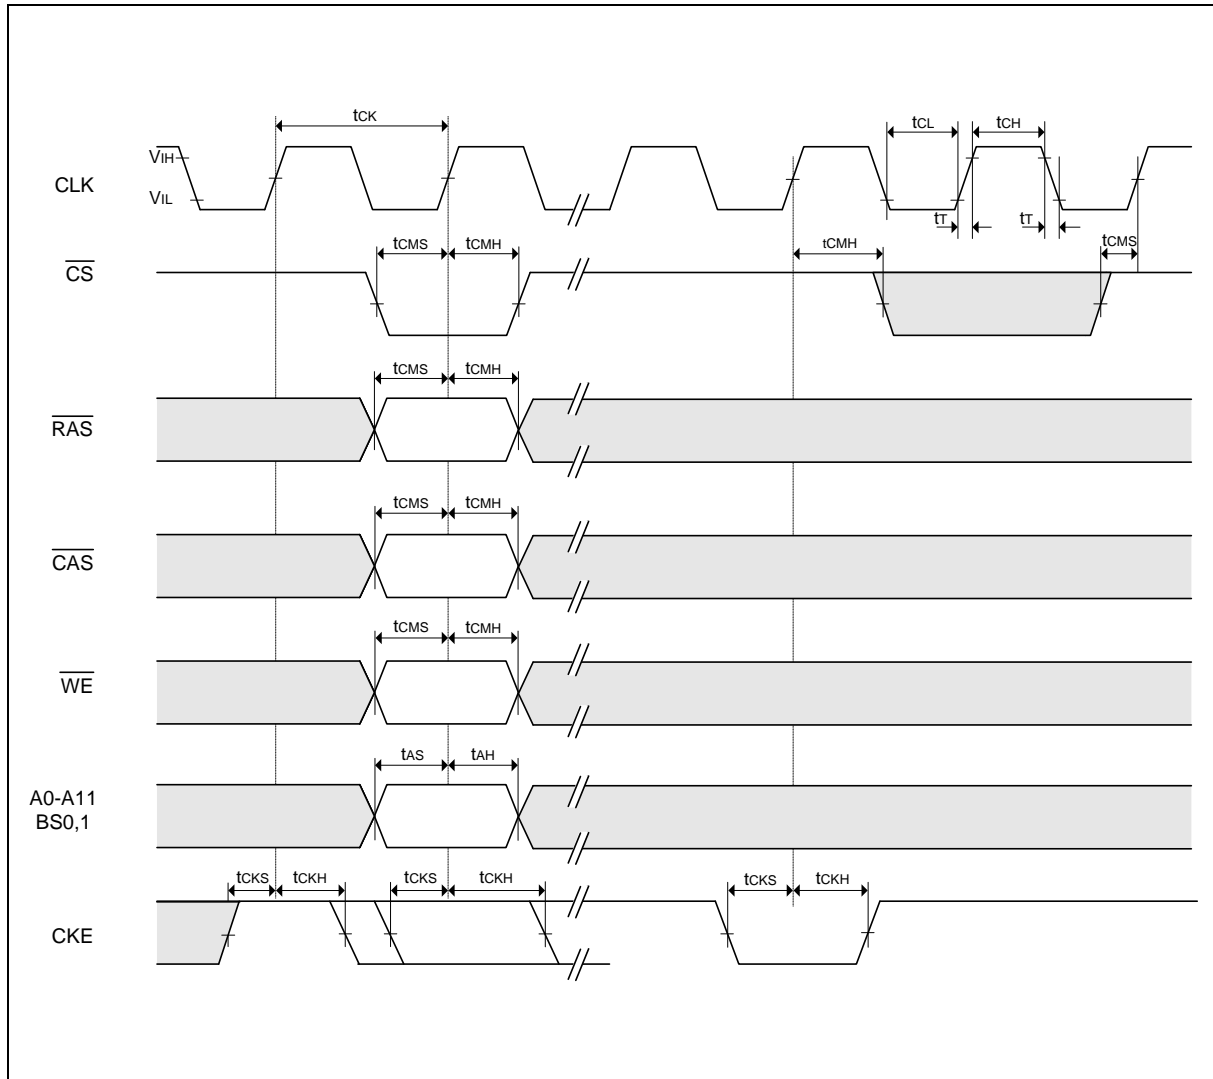 tCK
tCL
tCH
VIH
CLK
VIL
tT
tT
tCMS
tCMH
tCMH
tCMS
CS
tCMS
tCMH
RAS
tCMS
tCMH
CAS
tCMS
tCMH
WE
tAS
tAH
A0-A11
BS0,1
tCKS
tCKH
tCKS
tCKH
tCKS
tCKH
CKE